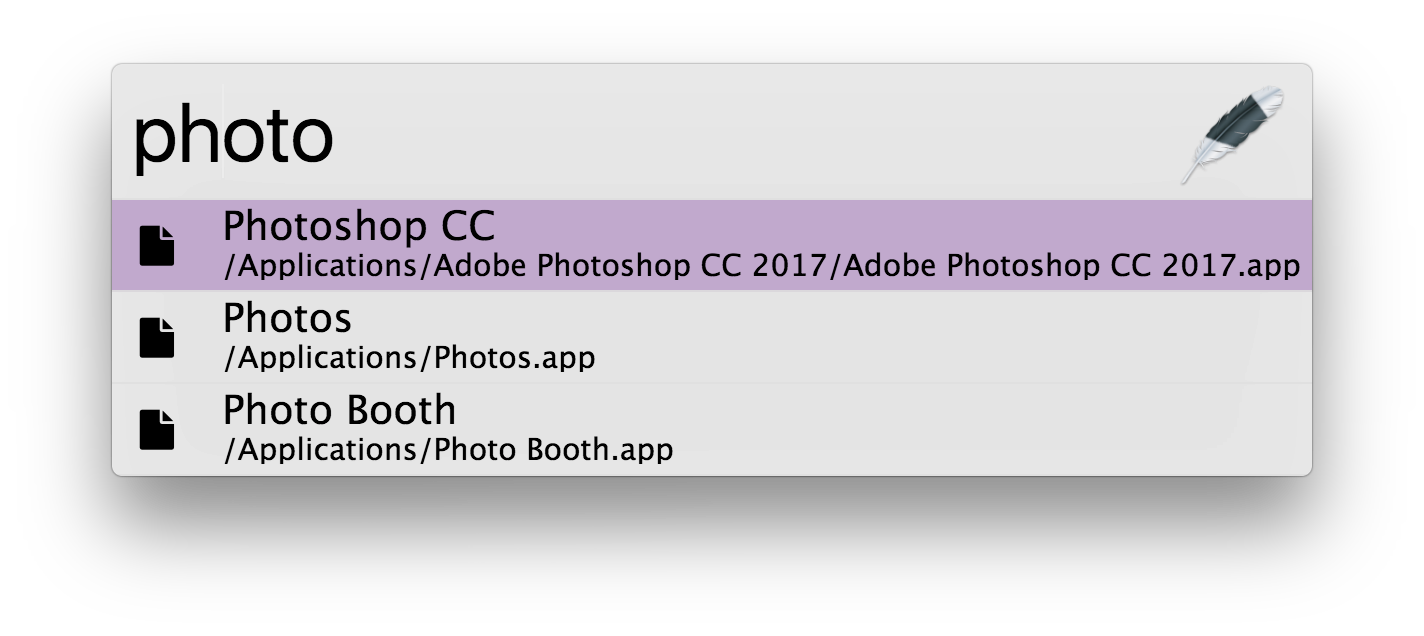 photo
Photoshop CC
/Applications/Adobe Photoshop CC 2017/Adobe Photoshop CC 2017.app
Photos
/Applications/Photos.app
Photo Booth
/Applications/Photo Booth.app